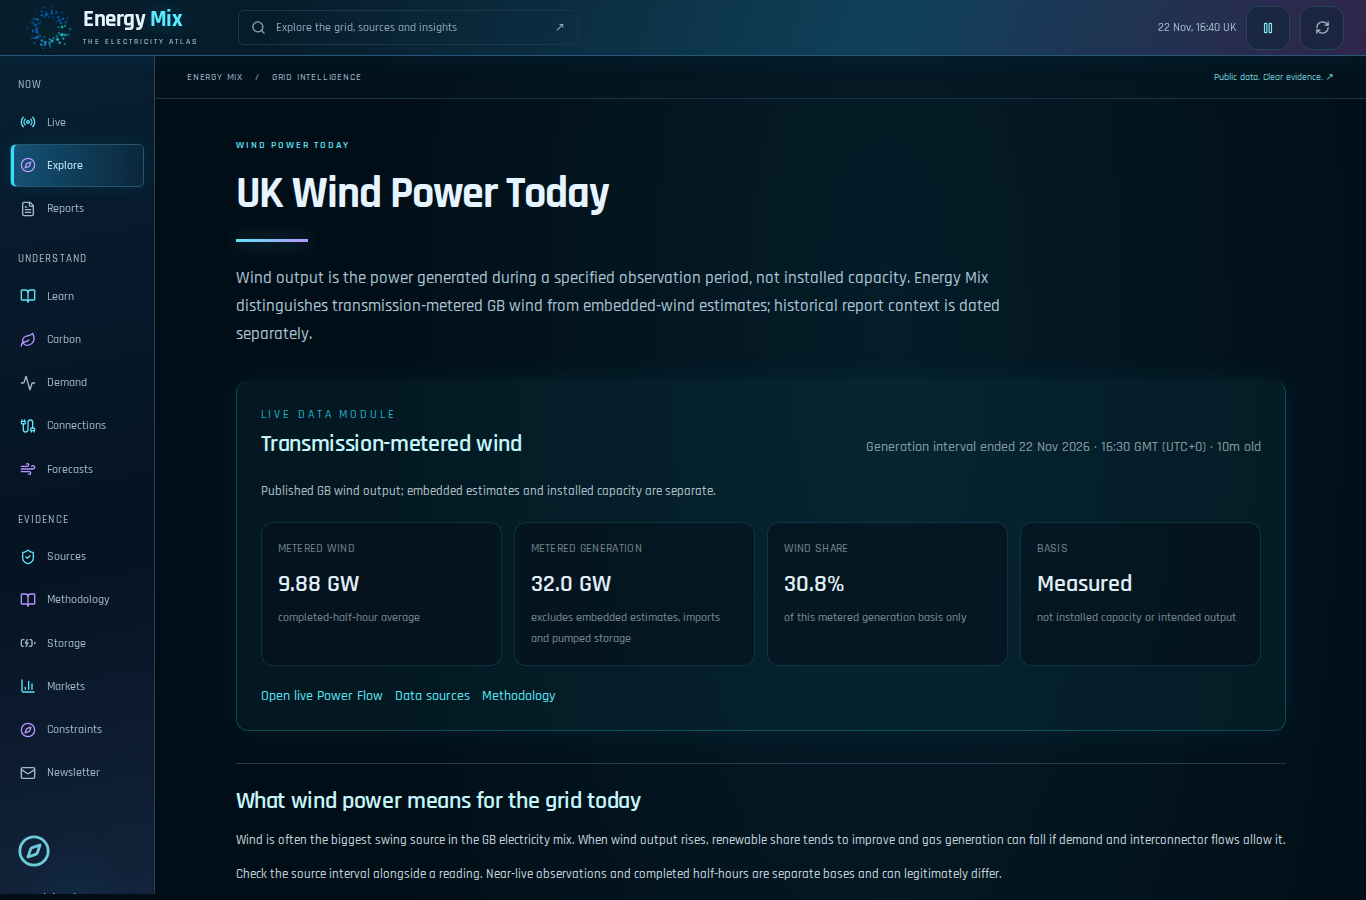 Energy Mix
THE ELECTRICITY ATLAS
Explore the grid, sources and insights ↗
22 Nov, 16:40 UK
NOW
Live
Explore
Reports
UNDERSTAND
Learn
Carbon
Demand
Connections
Forecasts
EVIDENCE
Sources
Methodology
Storage
Markets
Constraints
Newsletter
ENERGY MIX / GRID INTELLIGENCE
Public data. Clear evidence. ↗
WIND POWER TODAY
UK Wind Power Today
Wind output is the power generated during a specified observation period, not installed capacity. Energy Mix
distinguishes transmission-metered GB wind from embedded-wind estimates; historical report context is dated
separately.
LIVE DATA MODULE
Transmission-metered wind
Generation interval ended 22 Nov 2026 · 16:30 GMT (UTC+0) · 10m old
Published GB wind output; embedded estimates and installed capacity are separate.
METERED WIND
9.88 GW
completed-half-hour average
METERED GENERATION
32.0 GW
excludes embedded estimates, imports
and pumped storage
WIND SHARE
30.8%
of this metered generation basis only
BASIS
Measured
not installed capacity or intended output
Open live Power Flow Data sources Methodology
What wind power means for the grid today
Wind is often the biggest swing source in the GB electricity mix. When wind output rises, renewable share tends to improve and gas generation can fall if demand and interconnector flows allow it.
Check the source interval alongside a reading. Near-live observations and completed half-hours are separate bases and can legitimately differ.